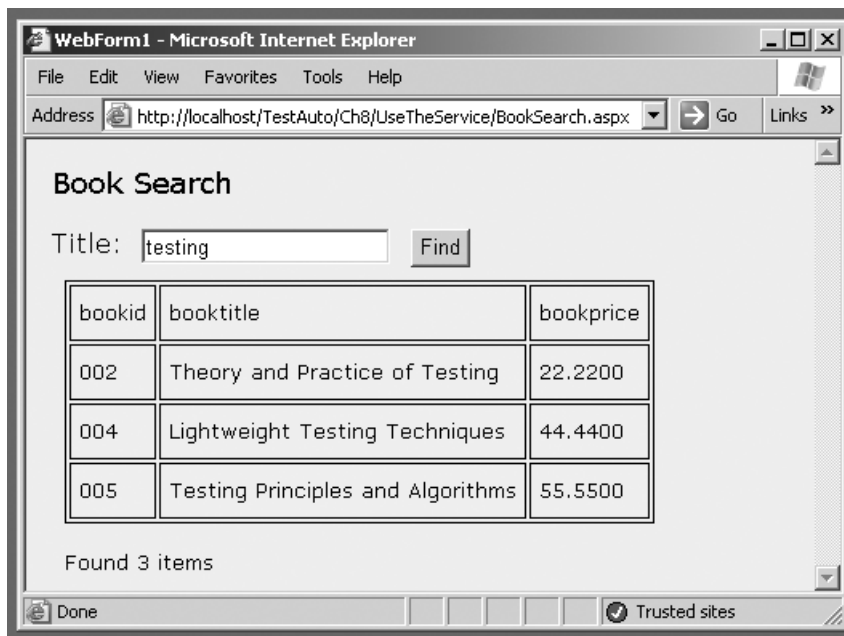 WebForm1 - Microsoft Internet Explorer
File Edit View Favorites Tools Help
Address http://localhost/TestAuto/Ch8/UseTheService/BookSearch.aspx Go Links »
Book Search
Title: testing Find
bookid booktitle bookprice
002 Theory and Practice of Testing 22.2200
004 Lightweight Testing Techniques 44.4400
005 Testing Principles and Algorithms 55.5500
Found 3 items
Done Trusted sites